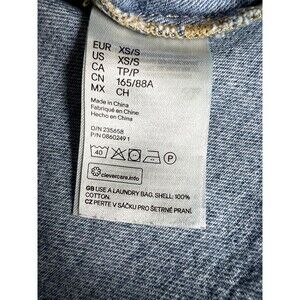 EUR XS/S
US XS/S
CA TP/P
CN 165/88A
MX CH
Made in China
Fabriqué en Chine
Hecho en China
O/N 235658
P/N 0860249 1
40 P
clevercare.info
GB USE A LAUNDRY BAG. SHELL: 100%
COTTON.
CZ PERTE V SÁČKU PRO ŠETRNÉ PRANÍ.